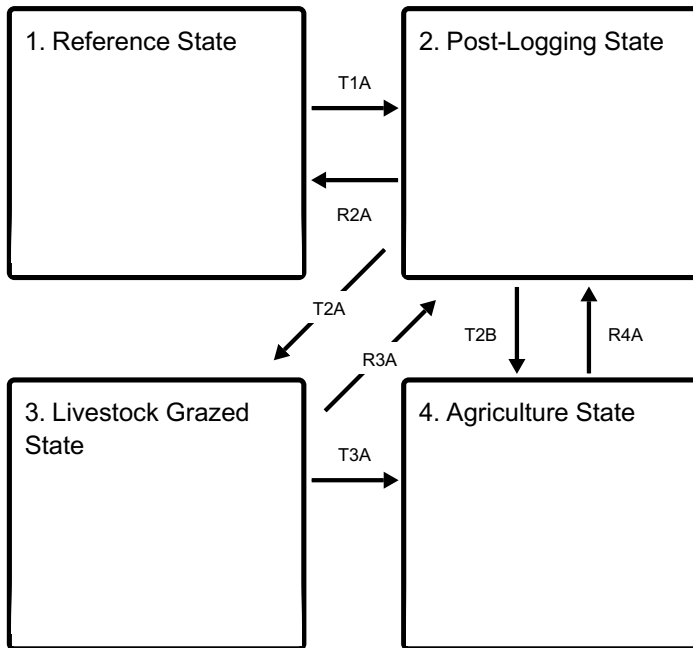 1. Reference State
2. Post-Logging State
T1A
R2A
T2A
R3A
T2B
R4A
3. Livestock Grazed
State
4. Agriculture State
T3A